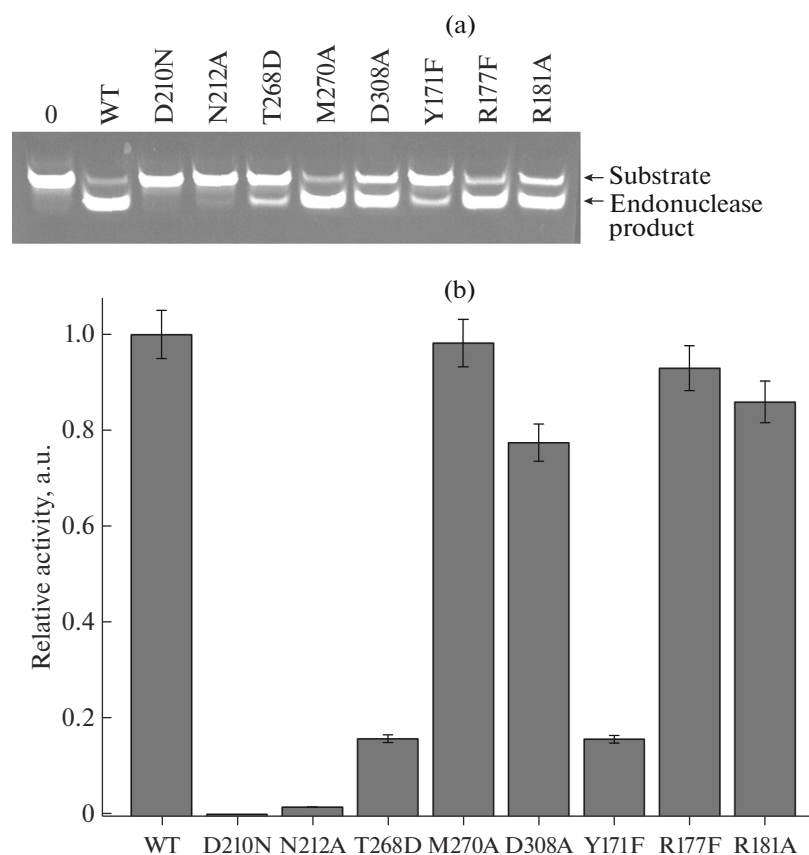 (a)
0 WT D210N N212A T268D M270A D308A Y171F R177F R181A
Substrate
Endonuclease
product
(b)
Relative activity, a.u.
1.0
0.8
0.6
0.4
0.2
0
WT D210N N212A T268D M270A D308A Y171F R177F R181A